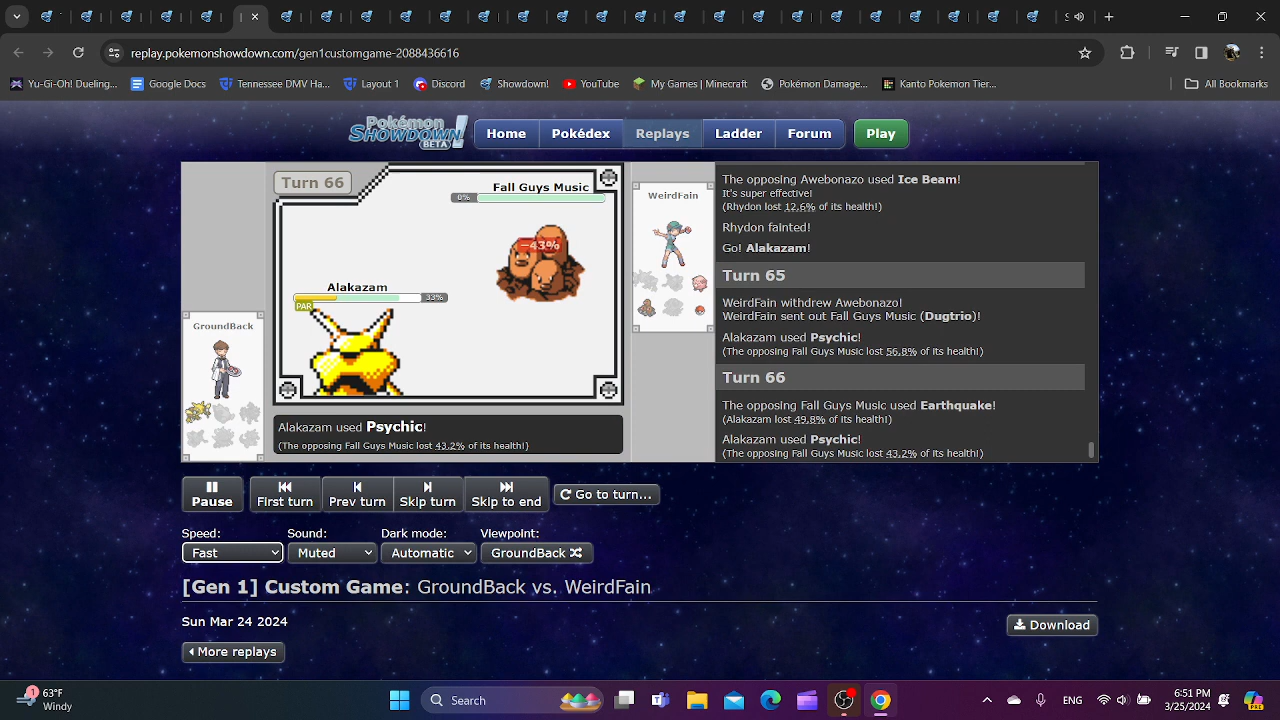 replay.pokemonshowdown.com/gen1customgame-2088436616
Yu-Gi-Oh! Dueling...
Google Docs
Tennessee DMV Ha...
Layout 1
Discord
Showdown!
YouTube
My Games | Minecraft
Pokémon Damage...
Kanto Pokemon Tier...
All Bookmarks
Pokémon
SHOWDOWN!
BETA
Home
Pokédex
Replays
Ladder
Forum
Play
Turn 66
Fall Guys Music
0%
-43%
Alakazam
33%
PAR
GroundBack
WeirdFain
Alakazam used Psychic!
(The opposing Fall Guys Music lost 43.2% of its health!)
The opposing Awebonazo used Ice Beam!
It's super effective!
(Rhydon lost 12.6% of its health!)
Rhydon fainted!
Go! Alakazam!
Turn 65
WeirdFain withdrew Awebonazo!
WeirdFain sent out Fall Guys Music (Dugtrio)!
Alakazam used Psychic!
(The opposing Fall Guys Music lost 56.8% of its health!)
Turn 66
The opposing Fall Guys Music used Earthquake!
(Alakazam lost 49.8% of its health!)
Alakazam used Psychic!
(The opposing Fall Guys Music lost 43.2% of its health!)
Pause
First turn
Prev turn
Skip turn
Skip to end
Go to turn...
Speed:
Sound:
Dark mode:
Viewpoint:
Fast
Muted
Automatic
GroundBack
[Gen 1] Custom Game: GroundBack vs. WeirdFain
Sun Mar 24 2024
Download
More replays
1
63°F
Windy
Search
ENG
6:51 PM
3/25/2024
PRE